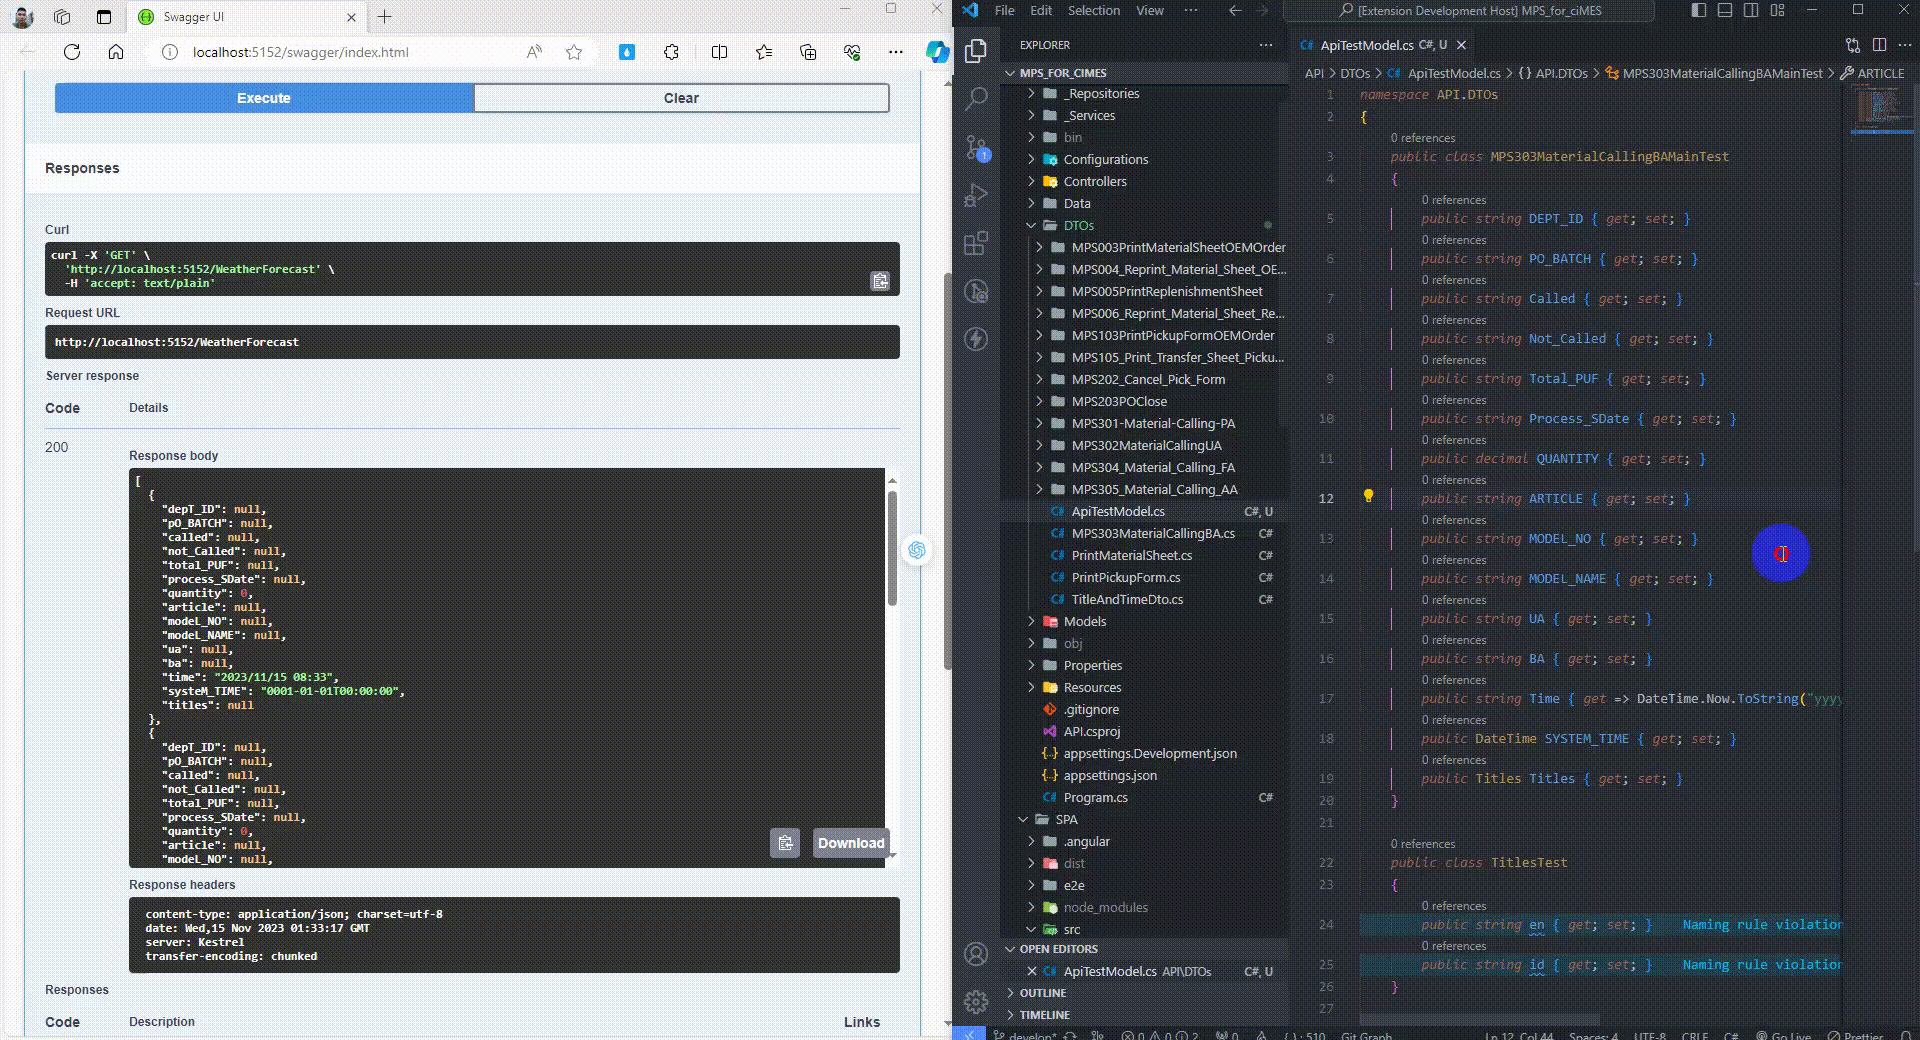 Swagger UI
localhost:5152/swagger/index.html
Execute
Clear
Responses
Curl
curl -X 'GET' \
'http://localhost:5152/WeatherForecast' \
-H 'accept: text/plain'
Request URL
http://localhost:5152/WeatherForecast
Server response
Code Details
200
Response body
[
{
"depT_ID": null,
"pO_BATCH": null,
"called": null,
"not_Called": null,
"total_PUF": null,
"process_SDate": null,
"quantity": 0,
"article": null,
"modeL_NO": null,
"modeL_NAME": null,
"ua": null,
"ba": null,
"time": "2023/11/15 08:33",
"systeM_TIME": "0001-01-01T00:00:00",
"titles": null
},
{
"depT_ID": null,
"pO_BATCH": null,
"called": null,
"not_Called": null,
"total_PUF": null,
"process_SDate": null,
"quantity": 0,
"article": null,
"modeL_NO": null,
Download
Response headers
content-type: application/json; charset=utf-8
date: Wed,15 Nov 2023 01:33:17 GMT
server: Kestrel
transfer-encoding: chunked
Responses
Code Description Links
File Edit Selection View ··· [Extension Development Host] MPS_for_ciMES
EXPLORER
MPS_FOR_CIMES
_Repositories
_Services
bin
Configurations
Controllers
Data
DTOs
MPS003PrintMaterialSheetOEMOrder
MPS004_Reprint_Material_Sheet_OE...
MPS005PrintReplenishmentSheet
MPS006_Reprint_Material_Sheet_Re...
MPS103PrintPickupFormOEMOrder
MPS105_Print_Transfer_Sheet_Picku...
MPS202_Cancel_Pick_Form
MPS203POClose
MPS301-Material-Calling-PA
MPS302MaterialCallingUA
MPS304_Material_Calling_FA
MPS305_Material_Calling_AA
ApiTestModel.cs C#, U
MPS303MaterialCallingBA.cs C#
PrintMaterialSheet.cs C#
PrintPickupForm.cs C#
TitleAndTimeDto.cs C#
Models
obj
Properties
Resources
.gitignore
API.csproj
appsettings.Development.json
appsettings.json
Program.cs C#
SPA
.angular
dist
e2e
node_modules
src
OPEN EDITORS
ApiTestModel.cs API\DTOs C#, U
OUTLINE
TIMELINE
ApiTestModel.cs C#, U
API > DTOs > ApiTestModel.cs > {} API.DTOs > MPS303MaterialCallingBAMainTest > ARTICLE
1 namespace API.DTOs
2 {
0 references
3 public class MPS303MaterialCallingBAMainTest
4 {
0 references
5 public string DEPT_ID { get; set; }
0 references
6 public string PO_BATCH { get; set; }
0 references
7 public string Called { get; set; }
0 references
8 public string Not_Called { get; set; }
0 references
9 public string Total_PUF { get; set; }
0 references
10 public string Process_SDate { get; set; }
0 references
11 public decimal QUANTITY { get; set; }
0 references
12 public string ARTICLE { get; set; }
0 references
13 public string MODEL_NO { get; set; }
0 references
14 public string MODEL_NAME { get; set; }
0 references
15 public string UA { get; set; }
0 references
16 public string BA { get; set; }
0 references
17 public string Time { get => DateTime.Now.ToString("yyyy
0 references
18 public DateTime SYSTEM_TIME { get; set; }
0 references
19 public Titles Titles { get; set; }
20 }
21
0 references
22 public class TitlesTest
23 {
0 references
24 public string en { get; set; } Naming rule violation
0 references
25 public string id { get; set; } Naming rule violation
26 }
27
develop* 0 0 2 0 {.} : 510 Git Graph Ln 12, Col 44 Spaces: 4 UTF-8 CRLF C# Go Live Prettier